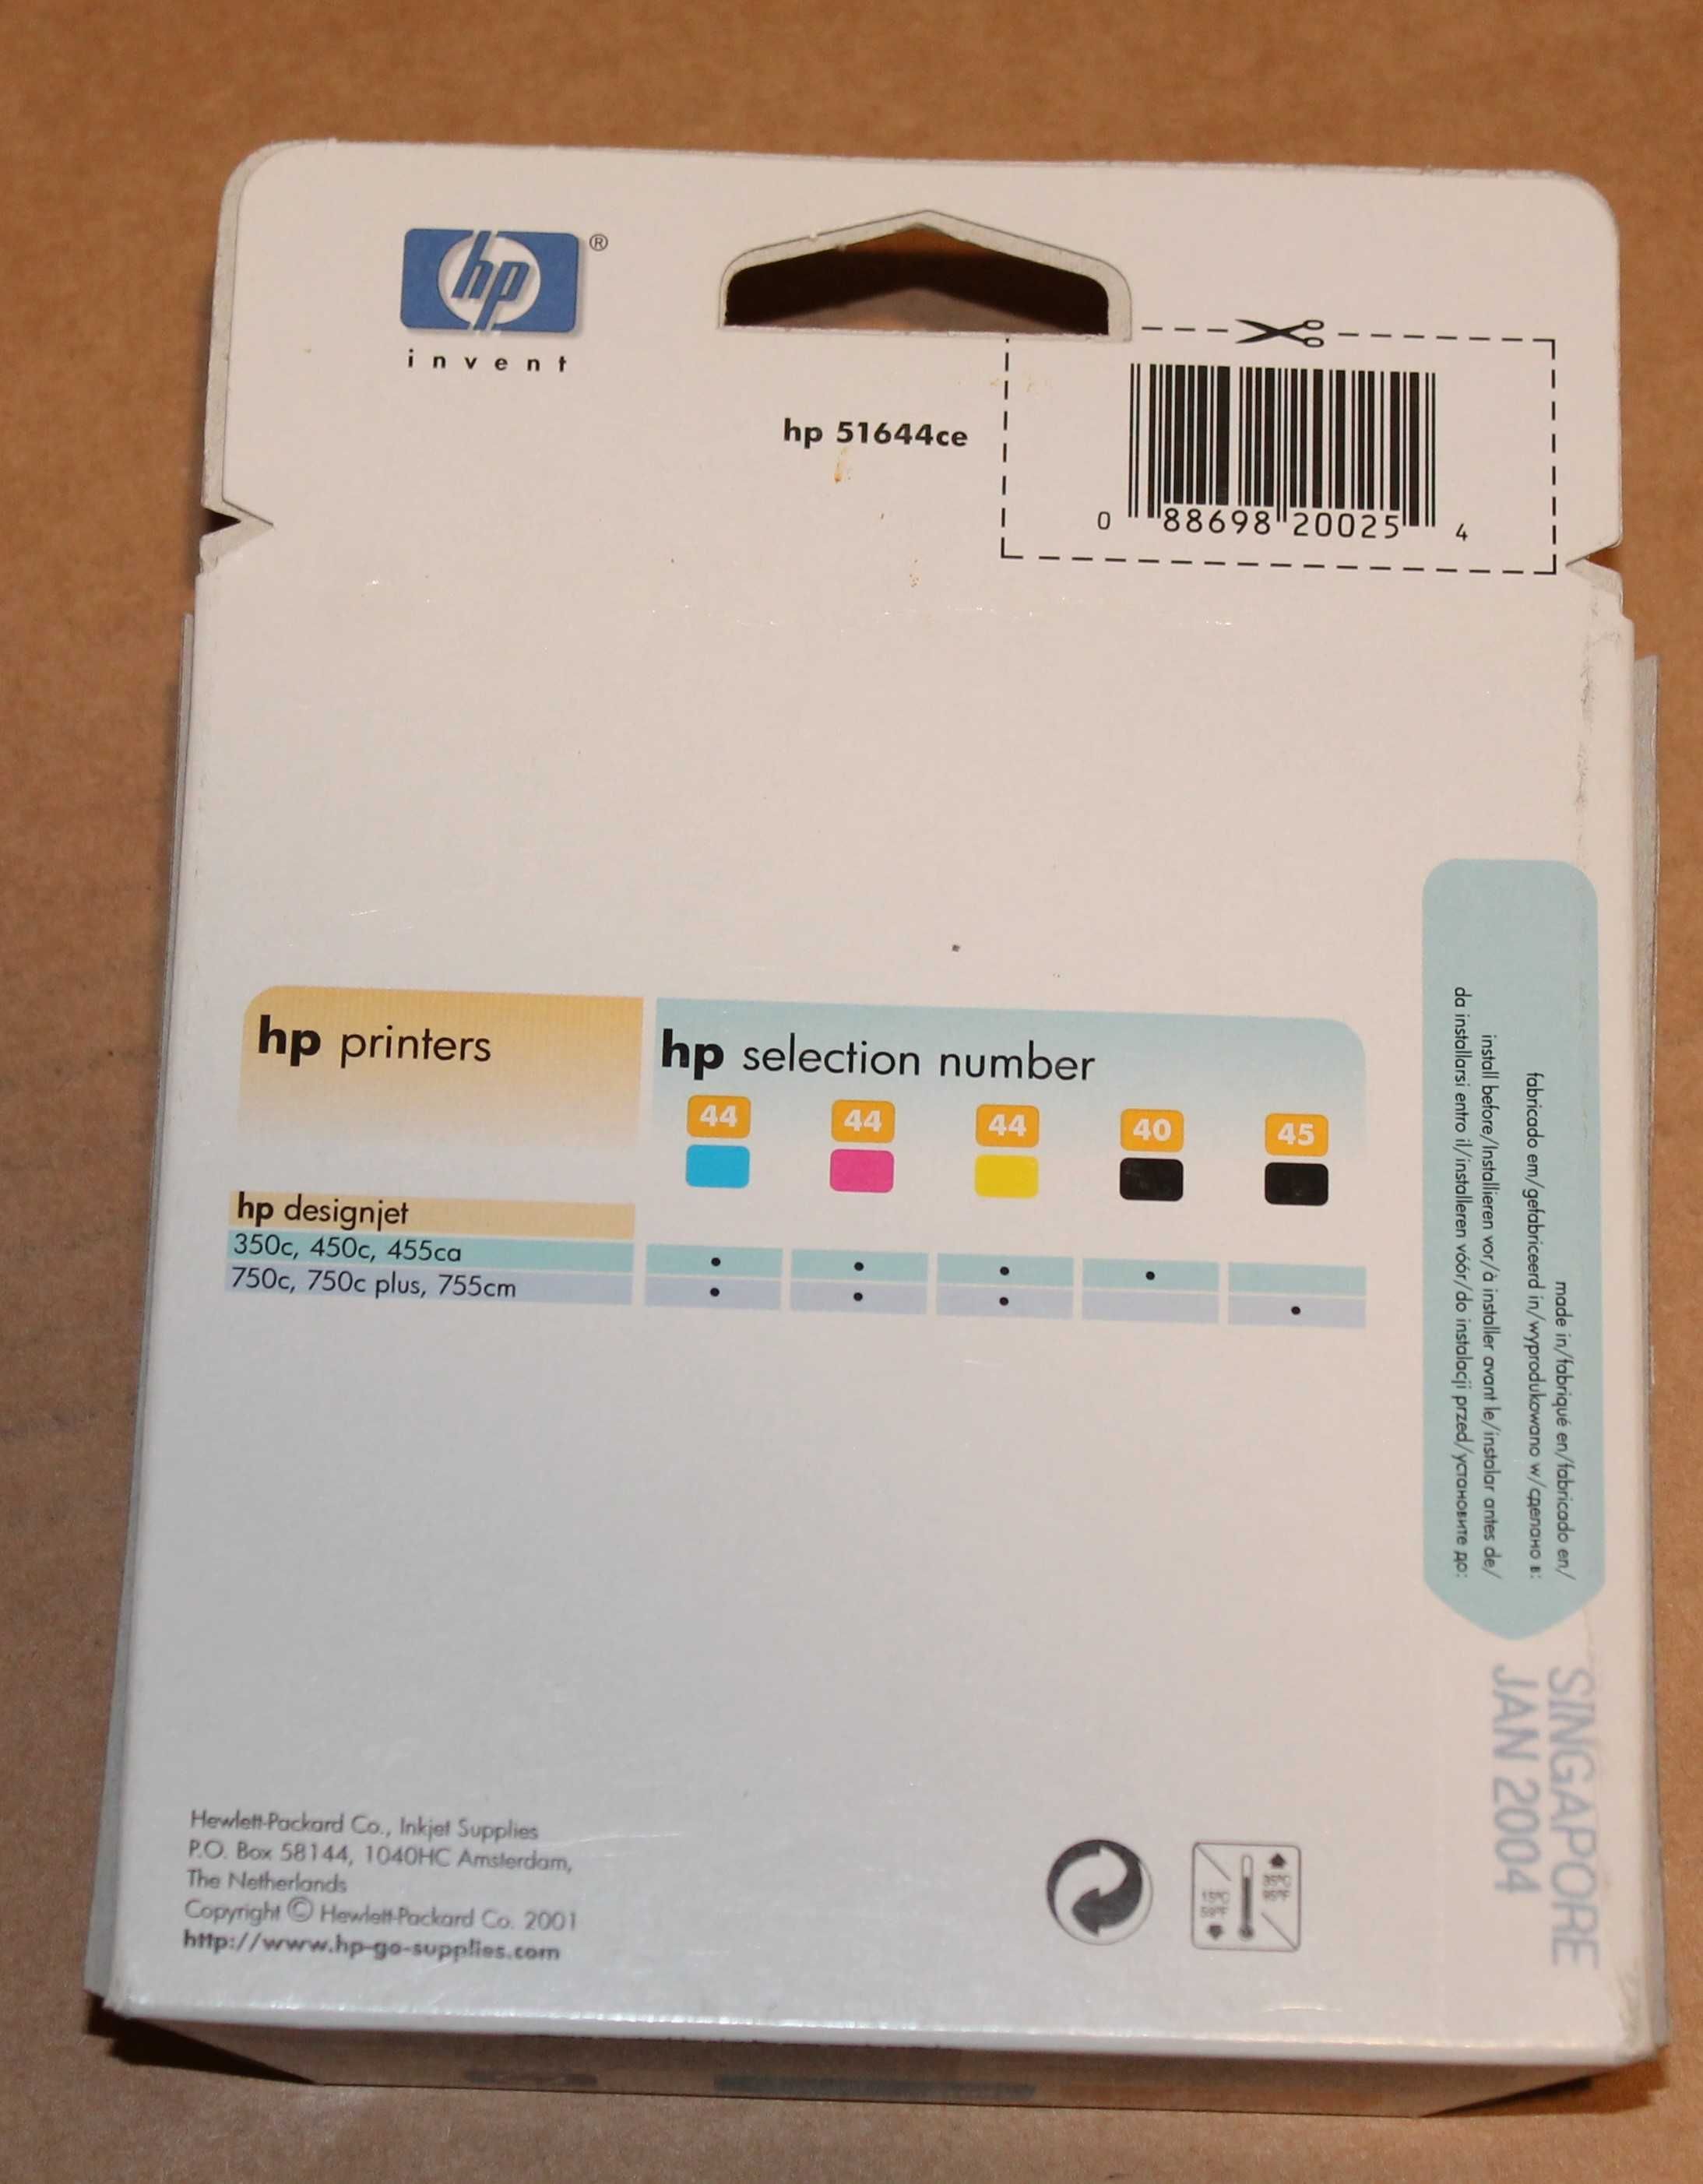 hp ®
invent
hp 51644ce
0 88698 20025 4
hp printers
hp selection number
44 44 44 40 45
hp designjet
350c, 450c, 455ca
750c, 750c plus, 755cm
made in/fabriqué en/fabricado en/
fabricado em/gefabriceerd in/wyprodukowano w/сделано в:
install before/Installieren vor/à installer avant le/instalar antes de/
da installarsi entro il/installeren vóór/do instalacji przed/установите до:
SINGAPORE
JAN 2004
Hewlett-Packard Co., Inkjet Supplies
P.O. Box 58144, 1040HC Amsterdam,
The Netherlands
Copyright © Hewlett-Packard Co. 2001
http://www.hp-go-supplies.com
35°C
95°F
15°C
59°F